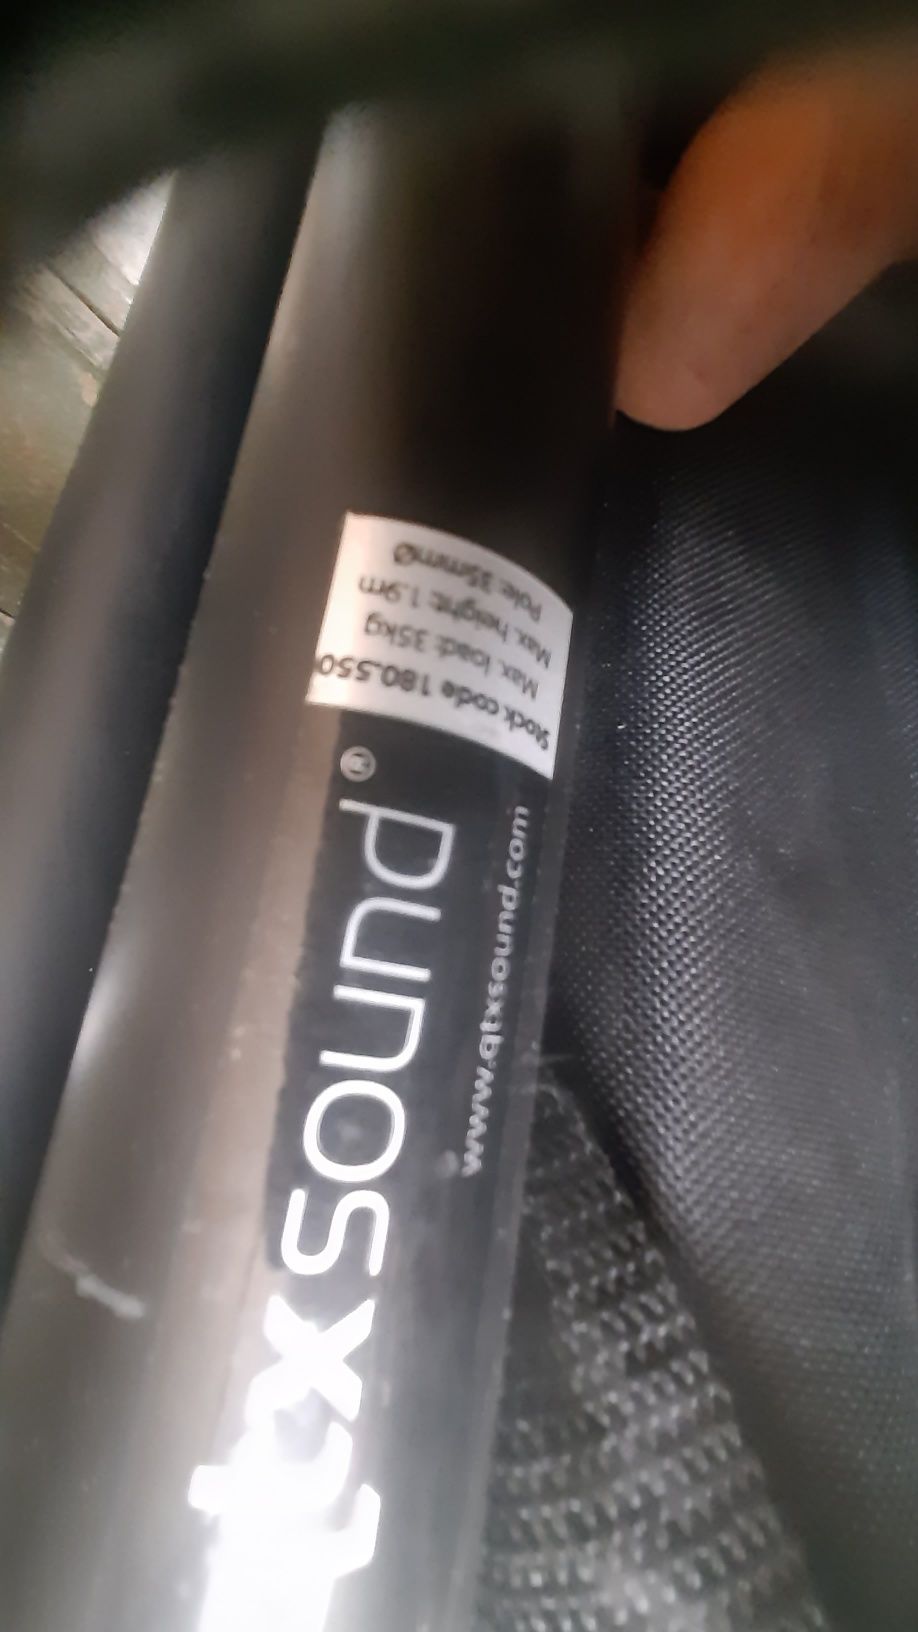 qtxsound®
www.qtxsound.com
Stock code 180.550
Max. load: 35kg
Max. height: 1.9m
Pole: 35mmØ